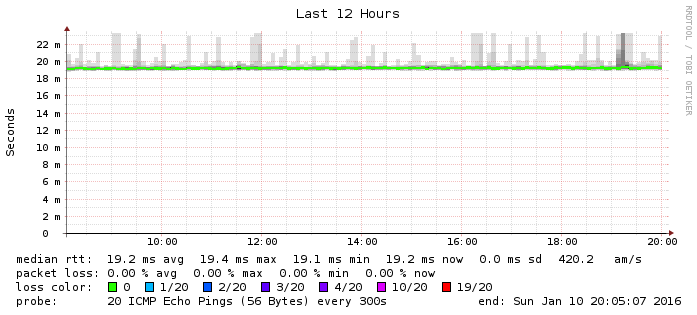 Last 12 Hours
RRDTOOL / TOBI OETIKER
Seconds
22 m
20 m
18 m
16 m
14 m
12 m
10 m
8 m
6 m
4 m
2 m
0
10:00 12:00 14:00 16:00 18:00 20:00
median rtt: 19.2 ms avg 19.4 ms max 19.1 ms min 19.2 ms now 0.0 ms sd 420.2 am/s
packet loss: 0.00 % avg 0.00 % max 0.00 % min 0.00 % now
loss color: 0 1/20 2/20 3/20 4/20 10/20 19/20
probe: 20 ICMP Echo Pings (56 Bytes) every 300s end: Sun Jan 10 20:05:07 2016